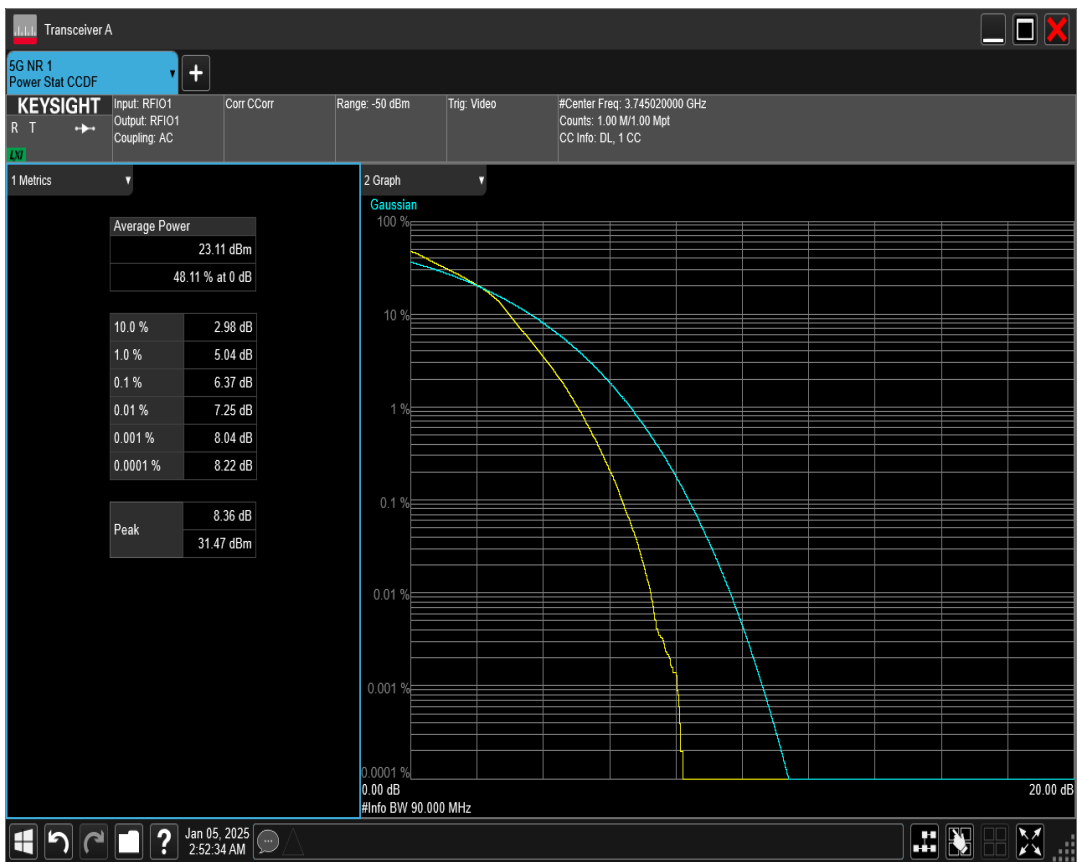 Transceiver A
5G NR 1
Power Stat CCDF
+
KEYSIGHT
R T
LXI
Input: RFIO1
Output: RFIO1
Coupling: AC
Corr CCorr
Range: -50 dBm
Trig: Video
#Center Freq: 3.745020000 GHz
Counts: 1.00 M/1.00 Mpt
CC Info: DL, 1 CC
1 Metrics
Average Power
23.11 dBm
48.11 % at 0 dB
10.0 % 2.98 dB
1.0 % 5.04 dB
0.1 % 6.37 dB
0.01 % 7.25 dB
0.001 % 8.04 dB
0.0001 % 8.22 dB
Peak 8.36 dB
31.47 dBm
2 Graph
Gaussian
100 %
10 %
1 %
0.1 %
0.01 %
0.001 %
0.0001 %
0.00 dB 20.00 dB
#Info BW 90.000 MHz
?
Jan 05, 2025
2:52:34 AM